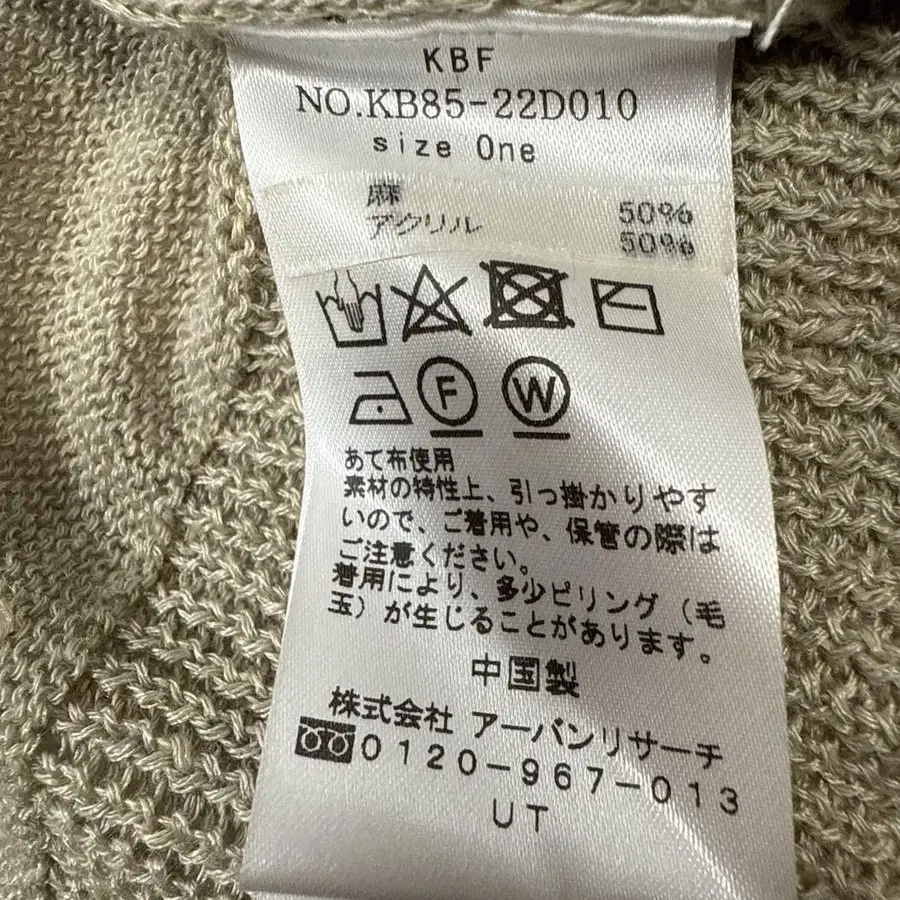 KBF
NO.KB85-22D010
size One
麻 50%
アクリル 50%
F W
あて布使用
素材の特性上、引っ掛かりやす
いので、ご着用や、保管の際は
ご注意ください。
着用により、多少ピリング（毛
玉）が生じることがあります。
中国製
株式会社 アーバンリサーチ
0120-967-013
UT